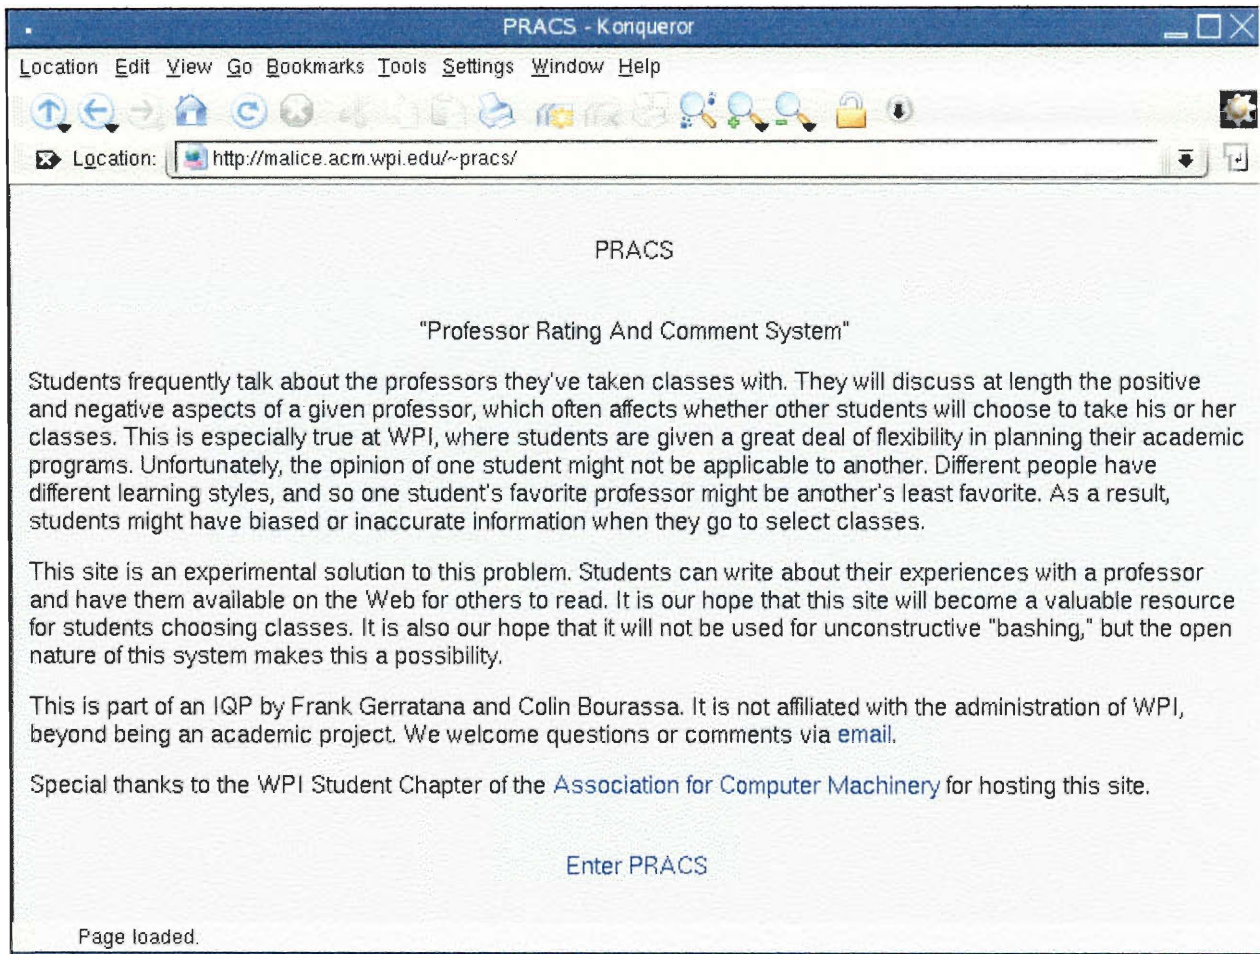 PRACS - Konqueror
Location Edit View Go Bookmarks Tools Settings Window Help
Location: http://malice.acm.wpi.edu/~pracs/
PRACS
"Professor Rating And Comment System"
Students frequently talk about the professors they've taken classes with. They will discuss at length the positive
and negative aspects of a given professor, which often affects whether other students will choose to take his or her
classes. This is especially true at WPI, where students are given a great deal of flexibility in planning their academic
programs. Unfortunately, the opinion of one student might not be applicable to another. Different people have
different learning styles, and so one student's favorite professor might be another's least favorite. As a result,
students might have biased or inaccurate information when they go to select classes.
This site is an experimental solution to this problem. Students can write about their experiences with a professor
and have them available on the Web for others to read. It is our hope that this site will become a valuable resource
for students choosing classes. It is also our hope that it will not be used for unconstructive "bashing," but the open
nature of this system makes this a possibility.
This is part of an IQP by Frank Gerratana and Colin Bourassa. It is not affiliated with the administration of WPI,
beyond being an academic project. We welcome questions or comments via email.
Special thanks to the WPI Student Chapter of the Association for Computer Machinery for hosting this site.
Enter PRACS
Page loaded.